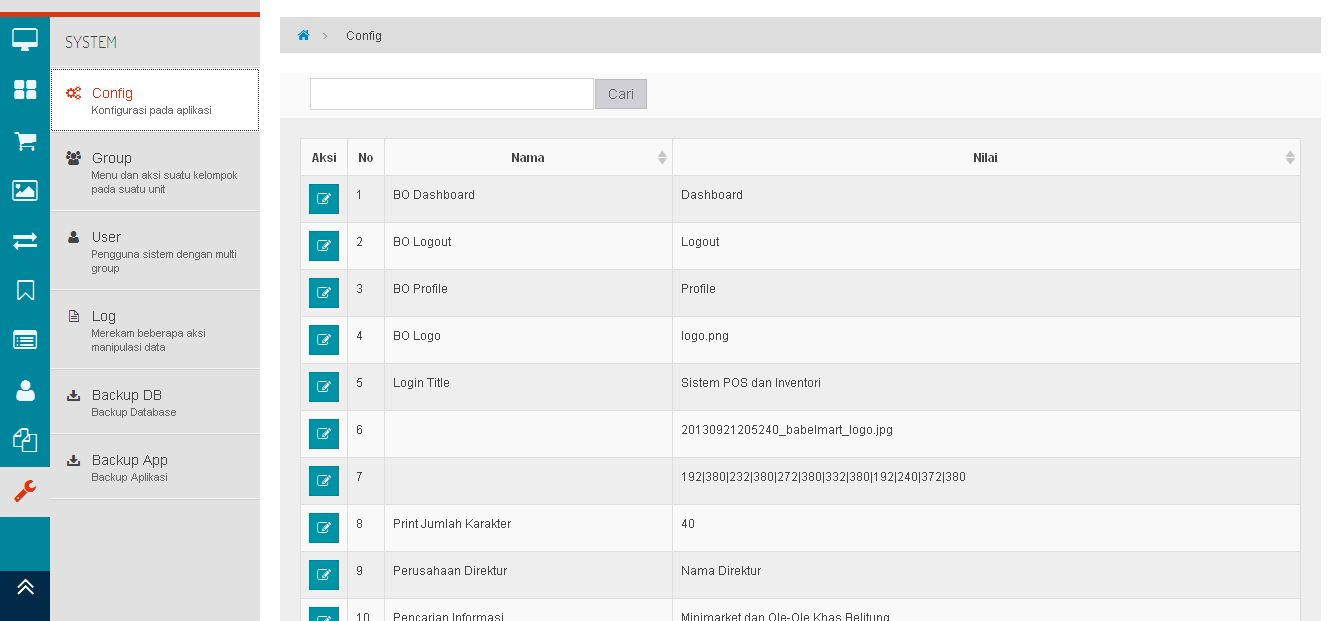 SYSTEM
Config
Konfigurasi pada aplikasi
Group
Menu dan aksi suatu kelompok
pada suatu unit
User
Pengguna sistem dengan multi
group
Log
Merekam beberapa aksi
manipulasi data
Backup DB
Backup Database
Backup App
Backup Aplikasi
Config
Cari
Aksi No Nama Nilai
1 BO Dashboard Dashboard
2 BO Logout Logout
3 BO Profile Profile
4 BO Logo logo.png
5 Login Title Sistem POS dan Inventori
6 20130921205240_babelmart_logo.jpg
7 192|380|232|380|272|380|332|380|192|240|372|380
8 Print Jumlah Karakter 40
9 Perusahaan Direktur Nama Direktur
10 Pencarian Informasi Minimarket dan Ole-Ole Khas Belitung